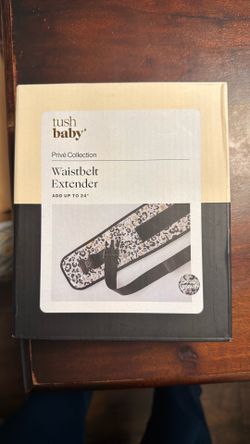 tush
baby
Privé Collection
Waistbelt
Extender
ADD UP TO 24"